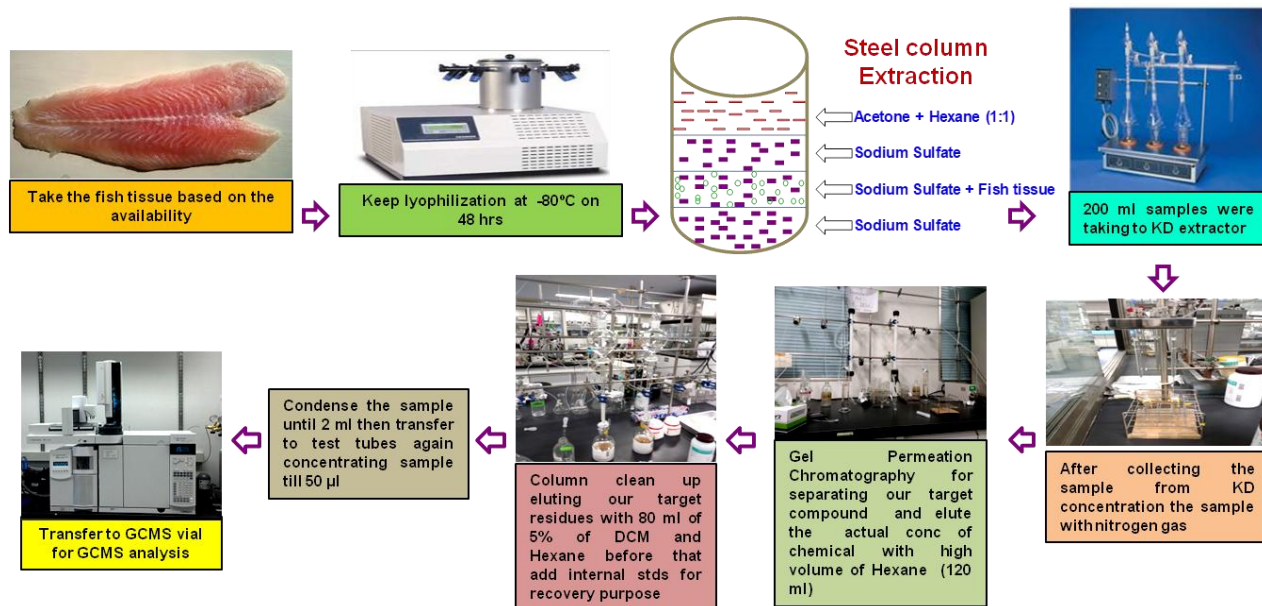 Take the fish tissue based on the
availability
Keep lyophilization at -80°C on
48 hrs
Steel column
Extraction
Acetone + Hexane (1:1)
Sodium Sulfate
Sodium Sulfate + Fish tissue
Sodium Sulfate
200 ml samples were
taking to KD extractor
After collecting the
sample from KD
concentration the sample
with nitrogen gas
Gel Permeation
Chromatography for
separating our target
compound and elute
the actual conc of
chemical with high
volume of Hexane (120
ml)
Column clean up
eluting our target
residues with 80 ml of
5% of DCM and
Hexane before that
add internal stds for
recovery purpose
Condense the sample
until 2 ml then transfer
to test tubes again
concentrating sample
till 50 µl
Transfer to GCMS vial
for GCMS analysis